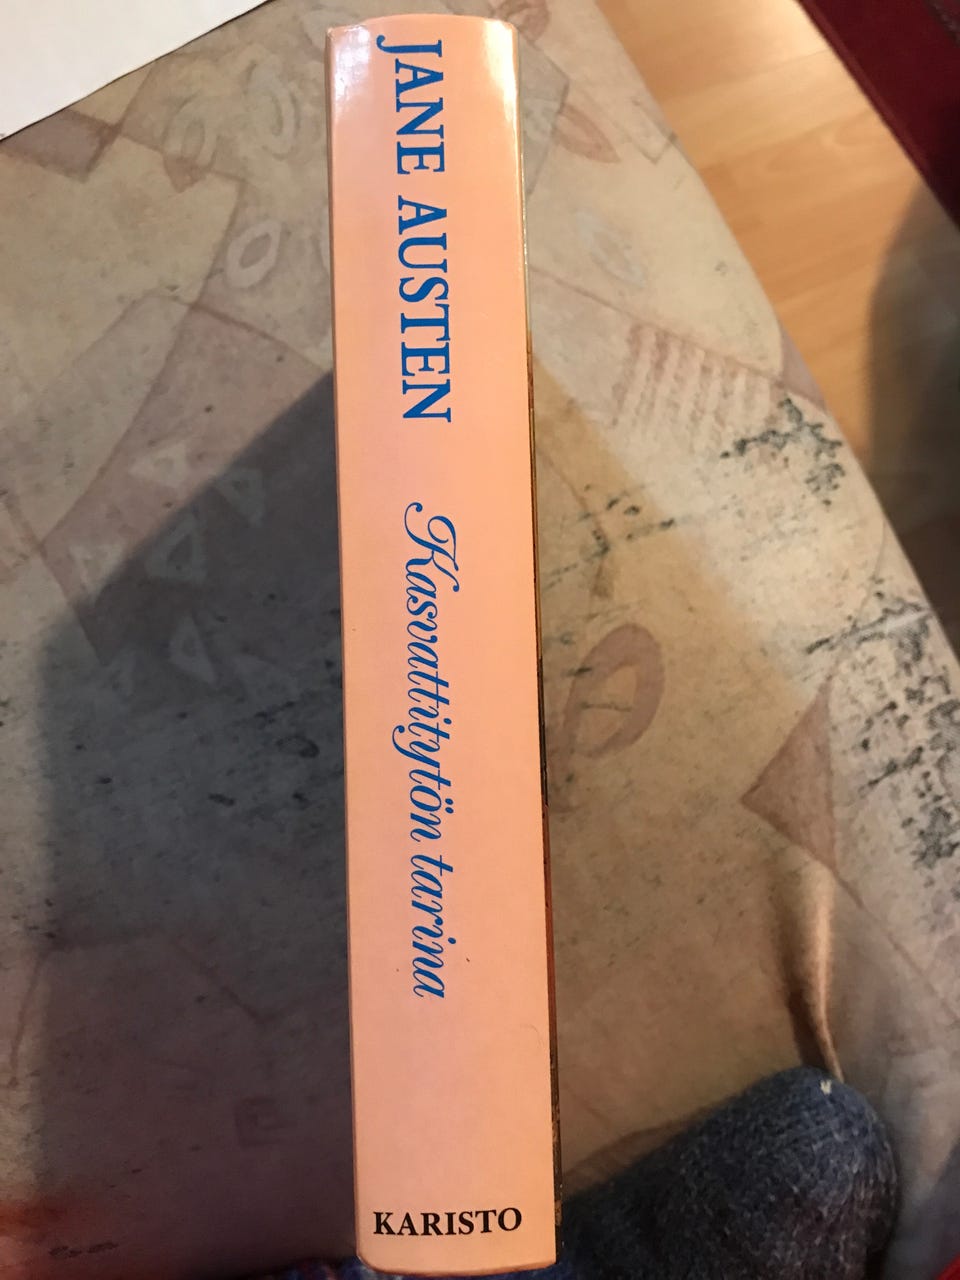 JANE AUSTEN
Kasvattitytön tarina
KARISTO